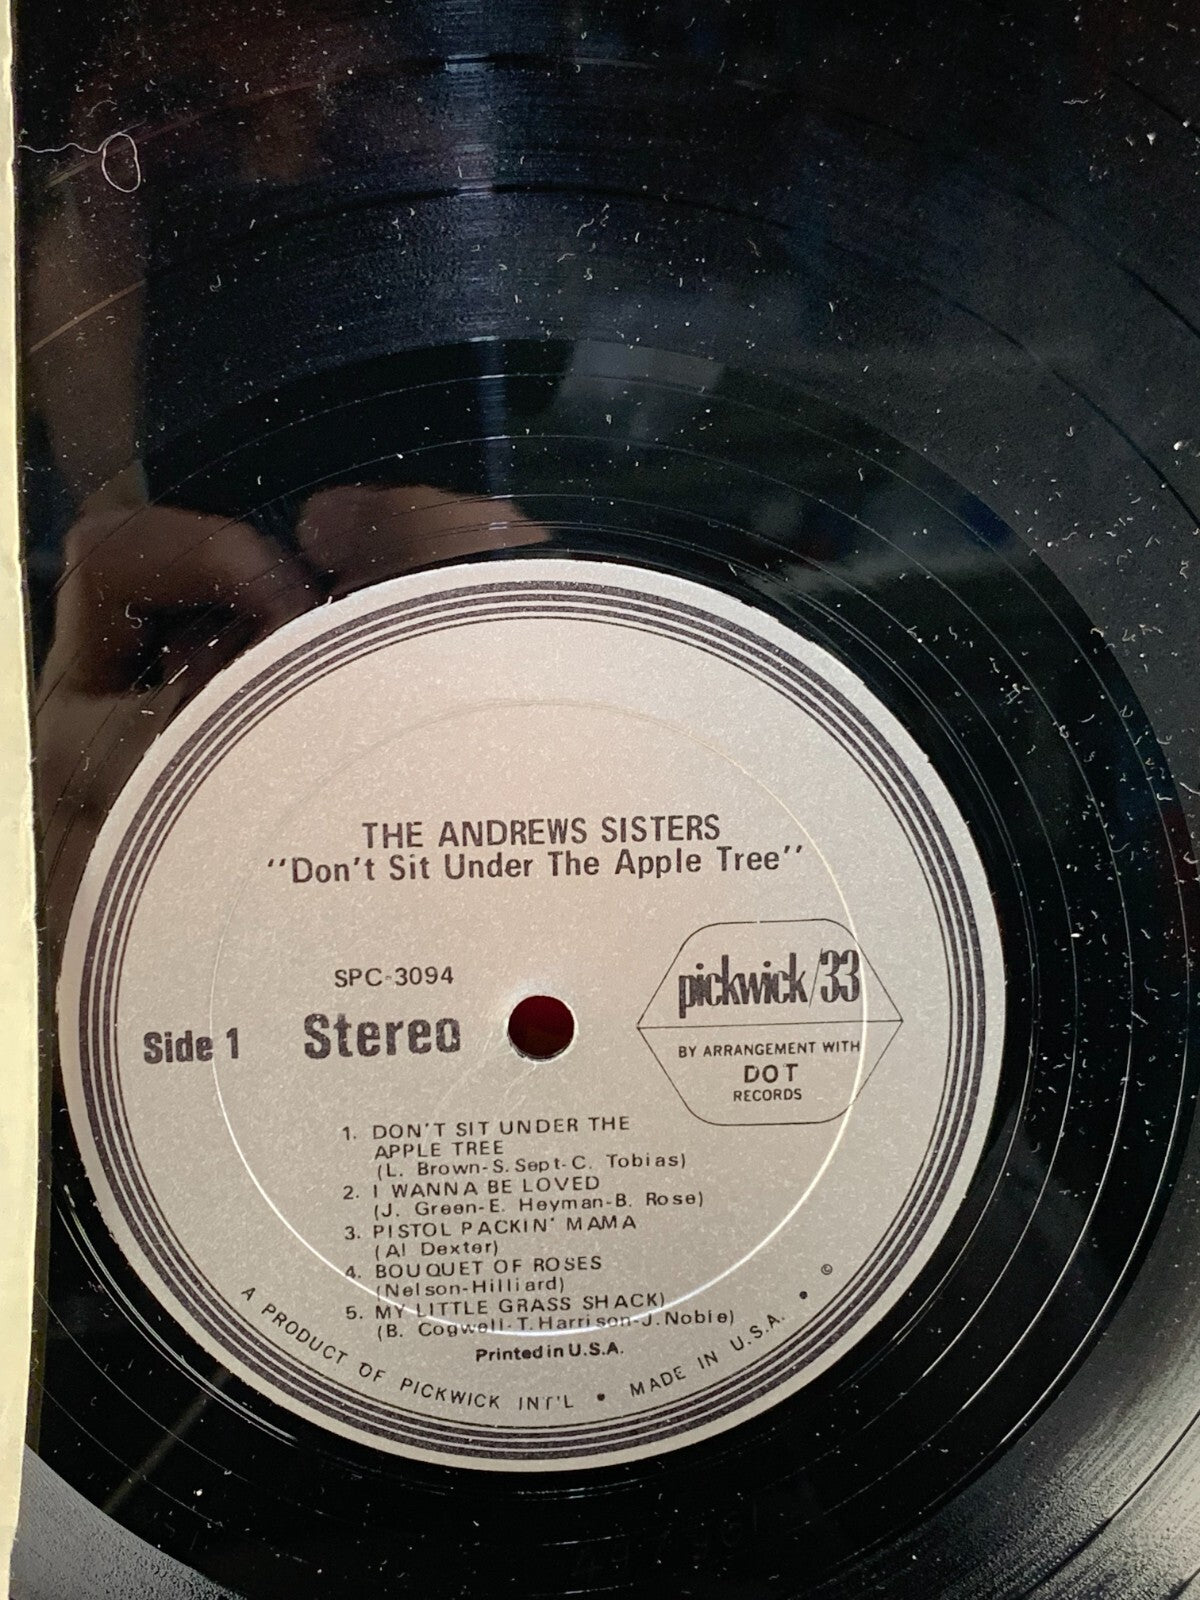 THE ANDREWS SISTERS
"Don't Sit Under The Apple Tree"
SPC-3094
Side 1
Stereo
pickwick/33
BY ARRANGEMENT WITH
DOT
RECORDS
1. DON'T SIT UNDER THE
APPLE TREE
(L. Brown-S. Sept-C. Tobias)
2. I WANNA BE LOVED
(J. Green-E. Heyman-B. Rose)
3. PISTOL PACKIN' MAMA
(Al Dexter)
4. BOUQUET OF ROSES
(Nelson-Hilliard)
5. MY LITTLE GRASS SHACK)
(B. Cogwell-T. Harrison-J. Noble)
Printed in U.S.A.
A PRODUCT OF PICKWICK INT'L • MADE IN U.S.A. • ©